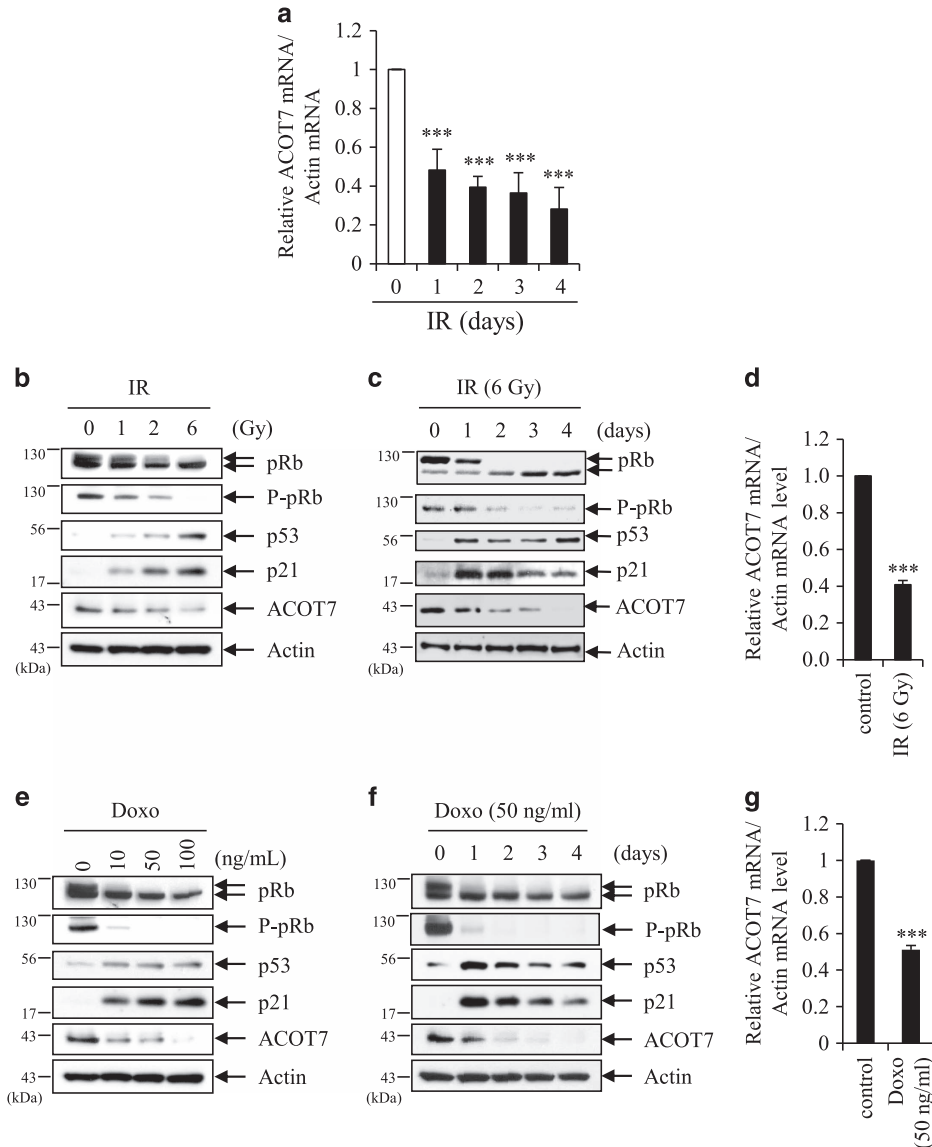 a
Relative ACOT7 mRNA/
Actin mRNA
1.2
1
0.8
0.6
0.4
0.2
0
***
***
***
***
0 1 2 3 4
IR (days)
b
IR
0 1 2 6 (Gy)
130
pRb
130
P-pRb
56
p53
17
p21
43
ACOT7
43
Actin
(kDa)
c
IR (6 Gy)
0 1 2 3 4 (days)
130
pRb
43
P-pRb
56
p53
17
p21
43
ACOT7
43
Actin
(kDa)
d
Relative ACOT7 mRNA/
Actin mRNA level
1.4
1.2
1.0
0.8
0.6
0.4
0.2
0.0
***
control
IR (6 Gy)
e
Doxo
0 10 50 100 (ng/mL)
130
pRb
130
P-pRb
56
p53
17
p21
43
ACOT7
43
Actin
(kDa)
f
Doxo (50 ng/ml)
0 1 2 3 4 (days)
130
pRb
130
P-pRb
56
p53
17
p21
43
ACOT7
43
Actin
(kDa)
g
Relative ACOT7 mRNA/
Actin mRNA level
1.2
1
0.8
0.6
0.4
0.2
0
***
control
Doxo
(50 ng/ml)